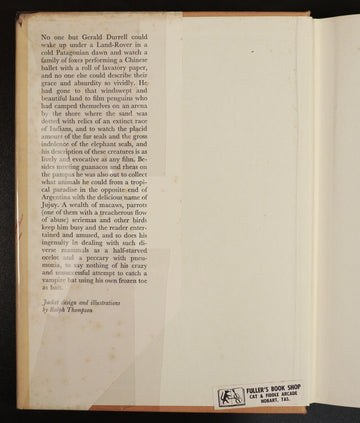 No one but Gerald Durrell could
wake up under a Land-Rover in a
cold Patagonian dawn and watch a
family of foxes performing a Chinese
ballet with a roll of lavatory paper,
and no one else could describe their
grace and absurdity so vividly. He
had gone to that windswept and
beautiful land to film penguins who
had camped themselves on an arena
by the shore where the sand was
dotted with relics of an extinct race
of Indians, and to watch the placid
amours of the fur seals and the gross
indolence of the elephant seals, and
his description of these creatures is as
lively and evocative as any film. Be-
sides meeting guanacos and rheas on
the pampas he was also out to collect
what animals he could from a tropi-
cal paradise in the opposite end of
Argentina with the delicious name of
Jujuy. A wealth of macaws, parrots
(one of them with a treacherous flow
of abuse) seriemas and other birds
keep him busy and the reader enter-
tained and amused, and so does his
ingenuity in dealing with such di-
verse mammals as a half-starved
ocelot and a peccary with pneu-
monia, to say nothing of his crazy
and unsuccessful attempt to catch a
vampire bat using his own frozen toe
as bait.
Jacket design and illustrations
by Ralph Thompson
FULLER'S BOOK SHOP
CAT & FIDDLE ARCADE
HOBART, TAS.